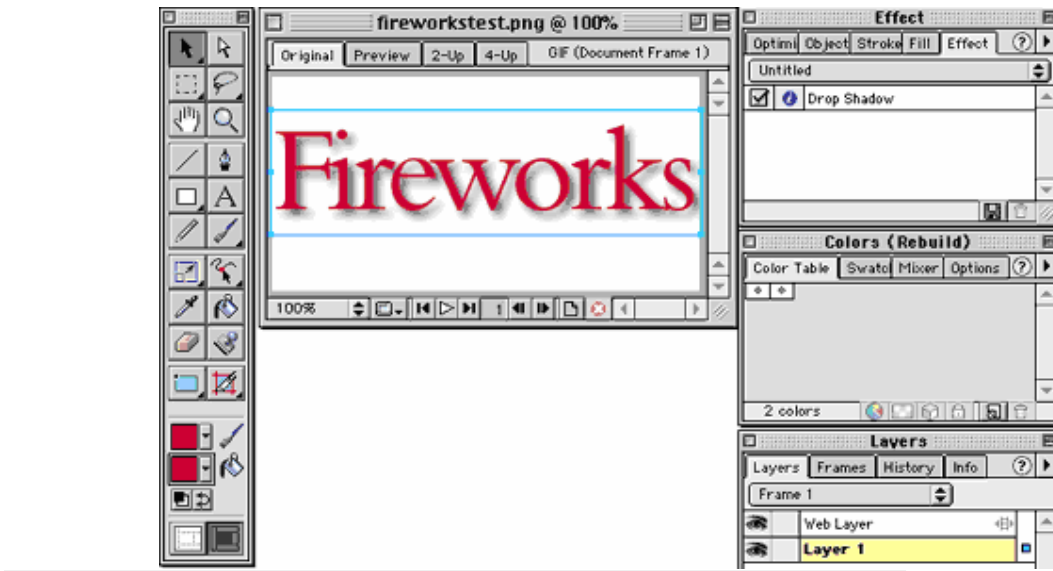 fireworkstest.png @ 100%
Original Preview 2-Up 4-Up GIF (Document Frame 1)
Fireworks
100% 1
A
Effect
Optimi Object Stroke Fill Effect ?
Untitled
Drop Shadow
Colors (Rebuild)
Color Table Swatc Mixer Options ?
2 colors
Layers
Layers Frames History Info ?
Frame 1
Web Layer
Layer 1